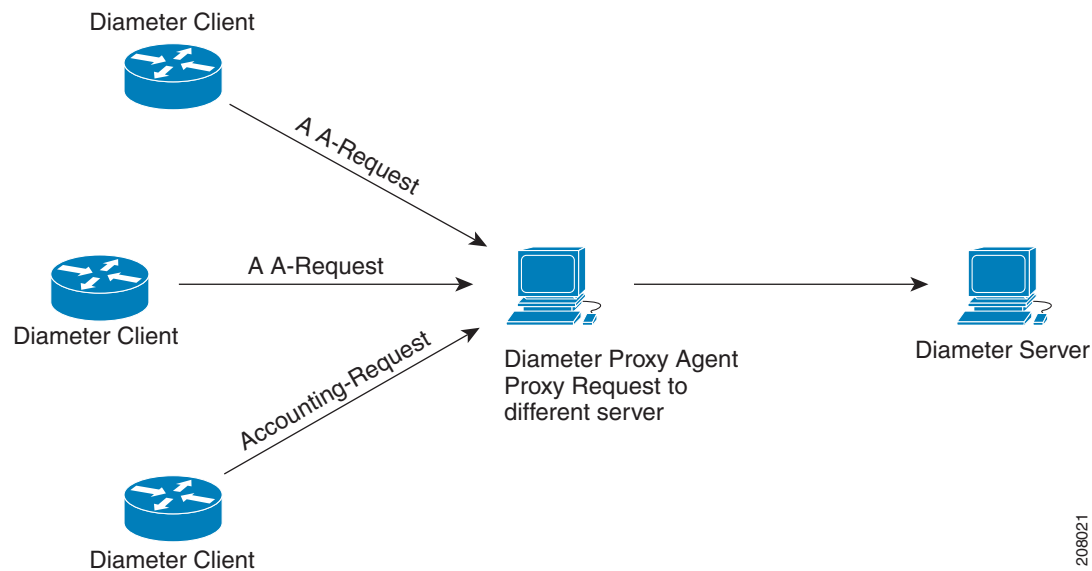 Diameter Client
A A-Request
A A-Request
Diameter Client
Diameter Proxy Agent
Proxy Request to
different server
Diameter Server
Accounting-Request
Diameter Client
208021